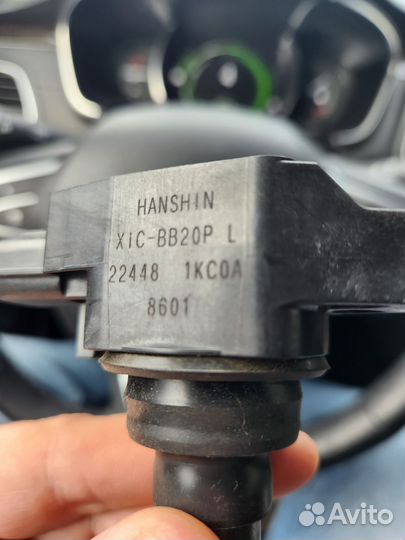 HANSHIN
XIC-BB20P L
22448 1KC0A
8601
Avito